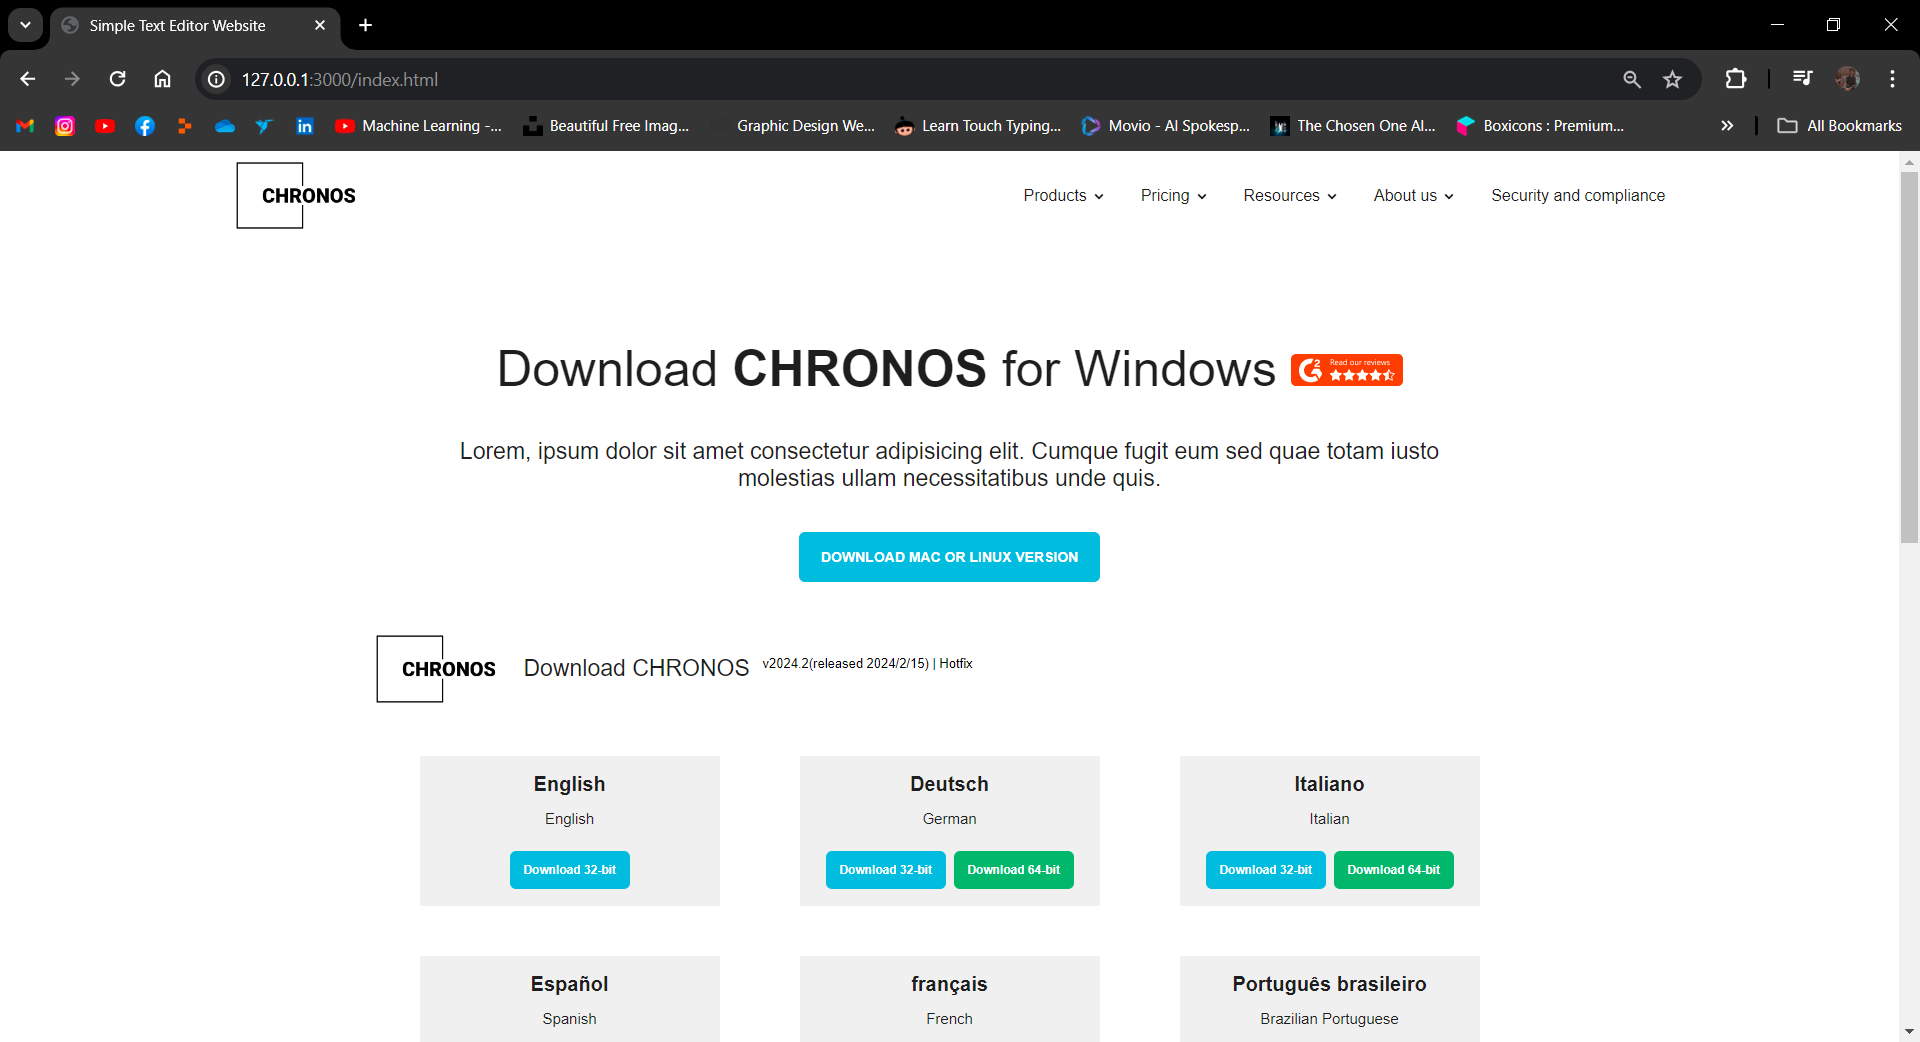 Simple Text Editor Website
127.0.0.1:3000/index.html
Machine Learning -... Beautiful Free Imag... Graphic Design We... Learn Touch Typing... Movio - AI Spokesp... The Chosen One Al... Boxicons : Premium... All Bookmarks
CHRONOS Products Pricing Resources About us Security and compliance
Download CHRONOS for Windows
Read our reviews
Lorem, ipsum dolor sit amet consectetur adipisicing elit. Cumque fugit eum sed quae totam iusto
molestias ullam necessitatibus unde quis.
DOWNLOAD MAC OR LINUX VERSION
CHRONOS Download CHRONOS v2024.2(released 2024/2/15) | Hotfix
English
English
Download 32-bit
Deutsch
German
Download 32-bit Download 64-bit
Italiano
Italian
Download 32-bit Download 64-bit
Español
Spanish
français
French
Português brasileiro
Brazilian Portuguese